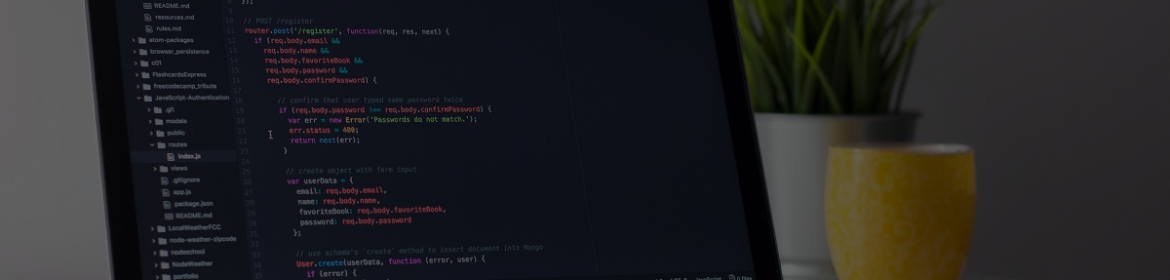 README.md
resources.md
rules.md
atom-packages
browser_persistence
c01
FlashcardsExpress
freecodecamp_tribute
JavaScript-Authentication
.git
models
public
routes
index.js
views
.gitignore
app.js
package.json
README.md
LocalWeatherFCC
node-weather-zipcode
nodeschool
NodeWeather
portfolio
});
// POST /register
router.post('/register', function(req, res, next) {
if (req.body.email &&
req.body.name &&
req.body.favoriteBook &&
req.body.password &&
req.body.confirmPassword) {
// confirm that user typed same password twice
if (req.body.password !== req.body.confirmPassword) {
var err = new Error('Passwords do not match.');
err.status = 400;
return next(err);
}
// create object with form input
var userData = {
email: req.body.email,
name: req.body.name,
favoriteBook: req.body.favoriteBook,
password: req.body.password
};
// use schema's `create` method to insert document into Mongo
User.create(userData, function (error, user) {
if (error) {